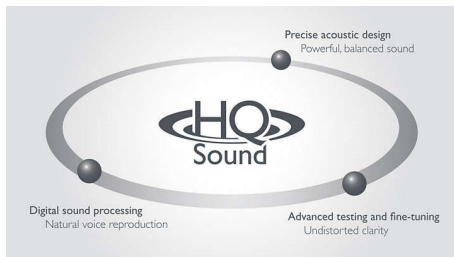 Precise acoustic design
Powerful, balanced sound
HQ
Sound
Digital sound processing
Natural voice reproduction
Advanced testing and fine-tuning
Undistorted clarity